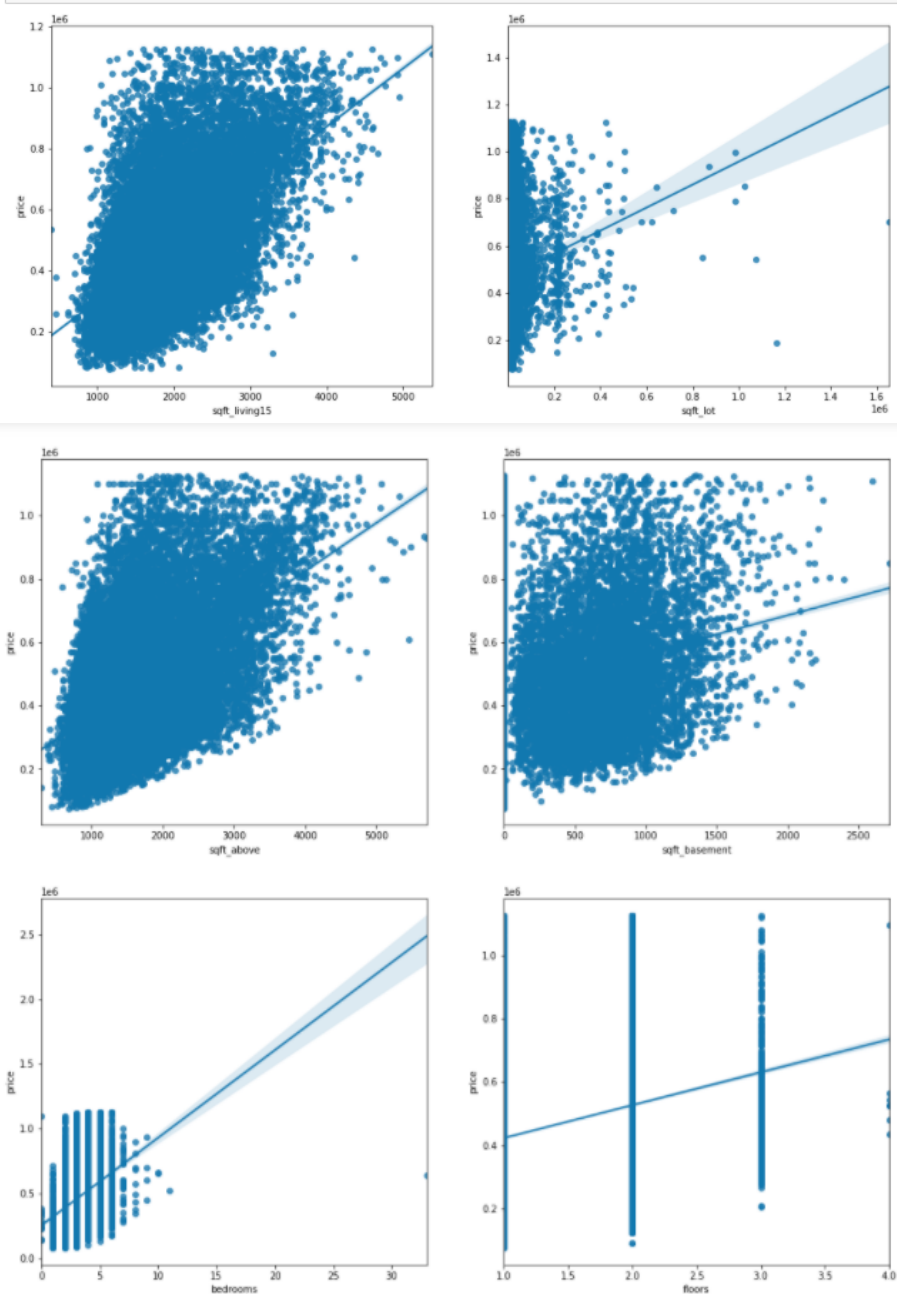 1e6
1.2
1.0
0.8
0.6
0.4
0.2
price
1000 2000 3000 4000 5000
sqft_living15
1e6
1.4
1.2
1.0
0.8
0.6
0.4
0.2
price
0.2 0.4 0.6 0.8 1.0 1.2 1.4 1.6
1e6
sqft_lot
1e6
1.0
0.8
0.6
0.4
0.2
price
1000 2000 3000 4000 5000
sqft_above
1e6
1.0
0.8
0.6
0.4
0.2
price
0 500 1000 1500 2000 2500
sqft_basement
1e6
2.5
2.0
1.5
1.0
0.5
0.0
price
0 5 10 15 20 25 30
bedrooms
1e6
1.0
0.8
0.6
0.4
0.2
price
1.0 1.5 2.0 2.5 3.0 3.5 4.0
floors